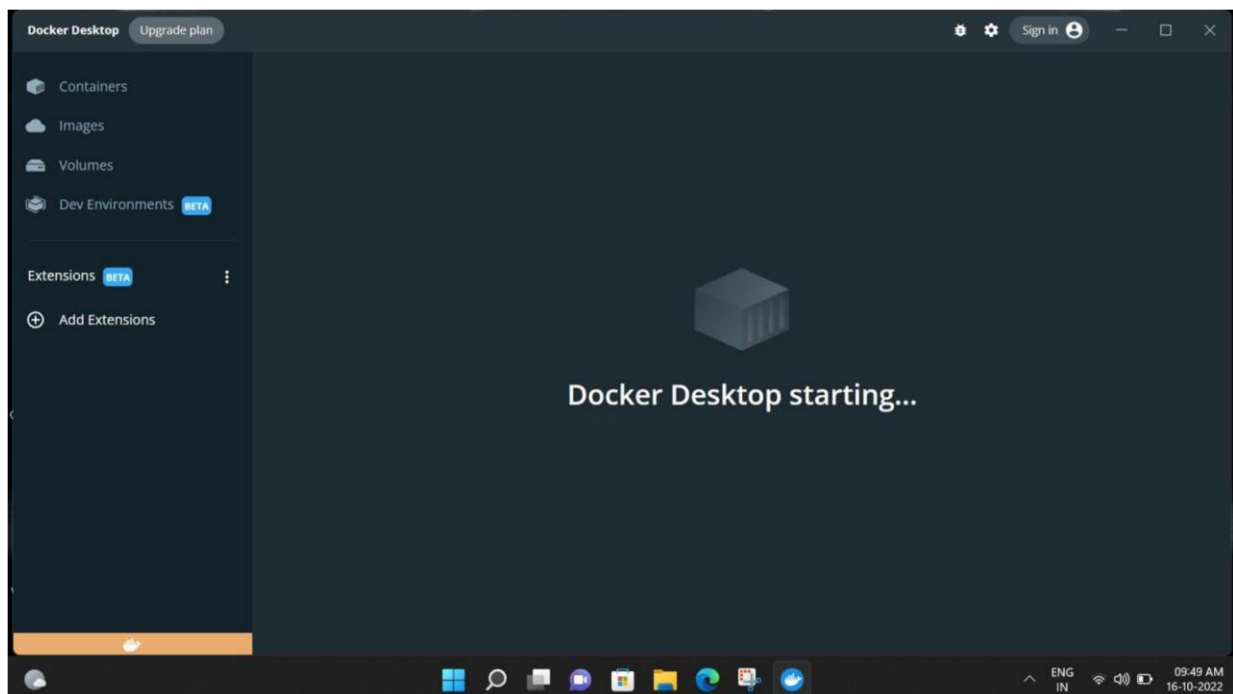 Docker Desktop Upgrade plan Sign in
Containers
Images
Volumes
Dev Environments BETA
Extensions BETA
Add Extensions
Docker Desktop starting...
ENG
IN
09:49 AM
16-10-2022